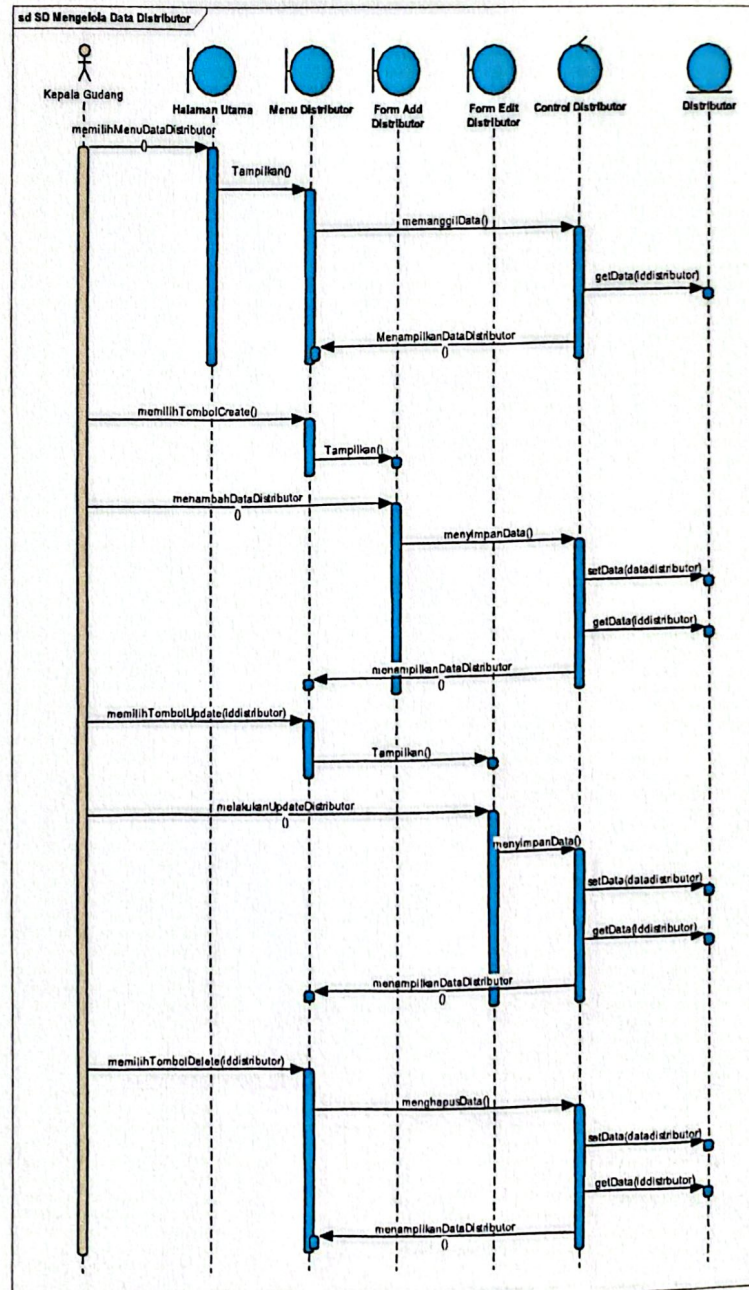 sd SD Mengelola Data Distributor
Kepala Gudang
Halaman Utama
Menu Distributor
Form Add
Distributor
Form Edit
Distributor
Control Distributor
Distributor
memilihMenuDataDistributor
()
Tampilkan()
memanggilData()
getData(iddistributor)
MenampilkanDataDistributor
()
memilihTombolCreate()
Tampilkan()
menambahDataDistributor
()
menyimpanData()
setData(datadistributor)
getData(iddistributor)
menampilkanDataDistributor
()
memilihTombolUpdate(iddistributor)
Tampilkan()
melakukanUpdateDistributor
()
menyimpanData()
setData(datadistributor)
getData(iddistributor)
menampilkanDataDistributor
()
memilihTombolDelete(iddistributor)
menghapusData()
setData(datadistributor)
getData(iddistrbutor)
menampilkanDataDistributor
()